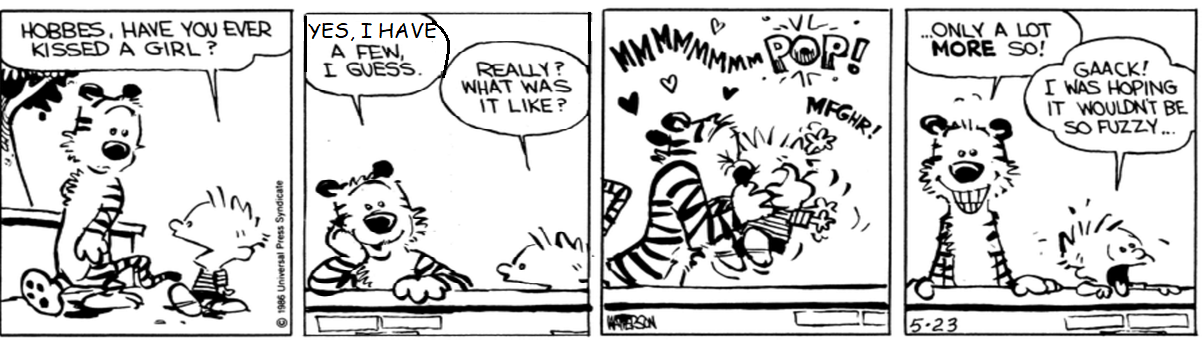 HOBBES, HAVE YOU EVER
KISSED A GIRL?
© 1986 Universal Press Syndicate
YES, I HAVE
A FEW,
I GUESS.
REALLY?
WHAT WAS
IT LIKE?
MMMMMMMMM POP!
MFGHR!
WATTERSON
...ONLY A LOT
MORE SO!
GAACK!
I WAS HOPING
IT WOULDN'T BE
SO FUZZY...
5-23